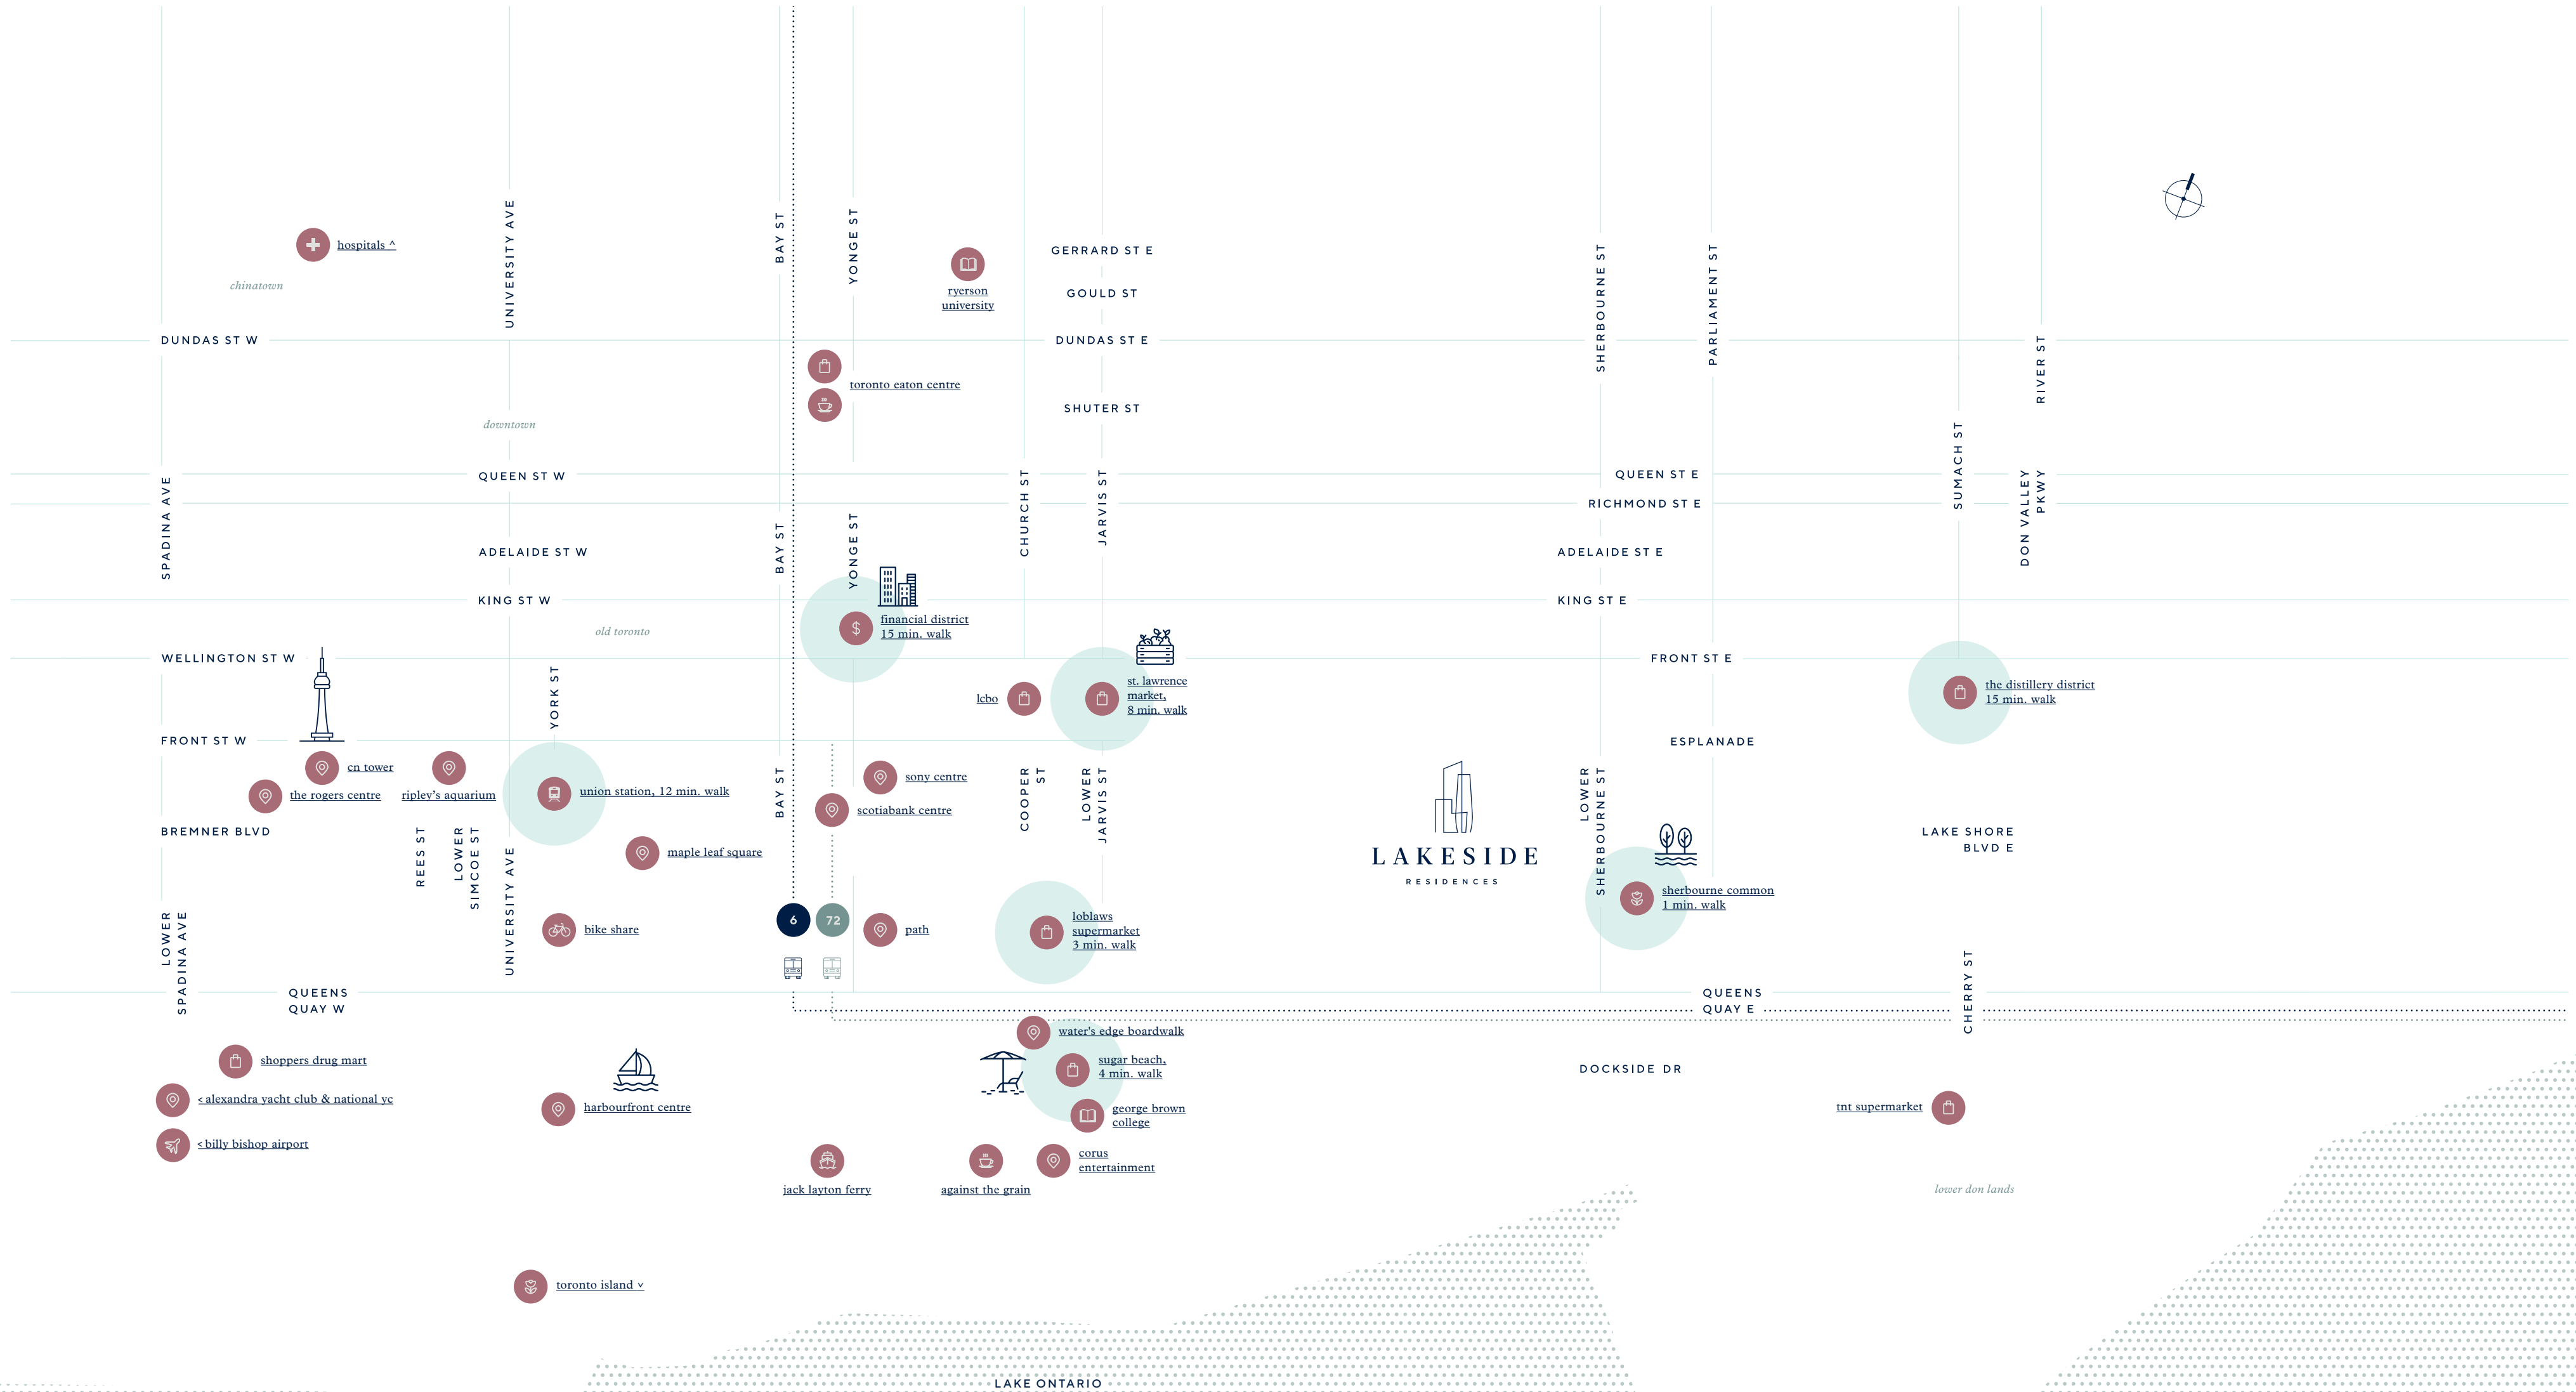 UNIVERSITY AVE
BAY ST
YONGE ST
SHERBOURNE ST
PARLIAMENT ST
hospitals ^
GERRARD ST E
chinatown
ryerson
university
GOULD ST
DUNDAS ST W
DUNDAS ST E
RIVER ST
toronto eaton centre
SHUTER ST
downtown
SPADINA AVE
QUEEN ST W
BAY ST
YONGE ST
CHURCH ST
JARVIS ST
QUEEN ST E
RICHMOND ST E
SUMACH ST
DON VALLEY
PKWY
ADELAIDE ST W
ADELAIDE ST E
KING ST W
KING ST E
old toronto
$
financial district
15 min. walk
WELLINGTON ST W
FRONT ST E
YORK ST
lcbo
st. lawrence
market,
8 min. walk
the distillery district
15 min. walk
FRONT ST W
ESPLANADE
cn tower
the rogers centre
ripley's aquarium
union station, 12 min. walk
BAY ST
sony centre
scotiabank centre
COOPER
ST
LOWER
JARVIS ST
LOWER
SHERBOURNE ST
BREMNER BLVD
REES ST
LOWER
SIMCOE ST
UNIVERSITY AVE
maple leaf square
LAKESIDE
RESIDENCES
LAKE SHORE
BLVD E
sherbourne common
1 min. walk
LOWER
SPADINA AVE
bike share
6
72
path
loblaws
supermarket
3 min. walk
CHERRY ST
QUEENS
QUAY W
QUEENS
QUAY E
water's edge boardwalk
shoppers drug mart
sugar beach,
4 min. walk
DOCKSIDE DR
< alexandra yacht club & national yc
harbourfront centre
george brown
college
tnt supermarket
< billy bishop airport
jack layton ferry
against the grain
corus
entertainment
lower don lands
toronto island v
LAKE ONTARIO